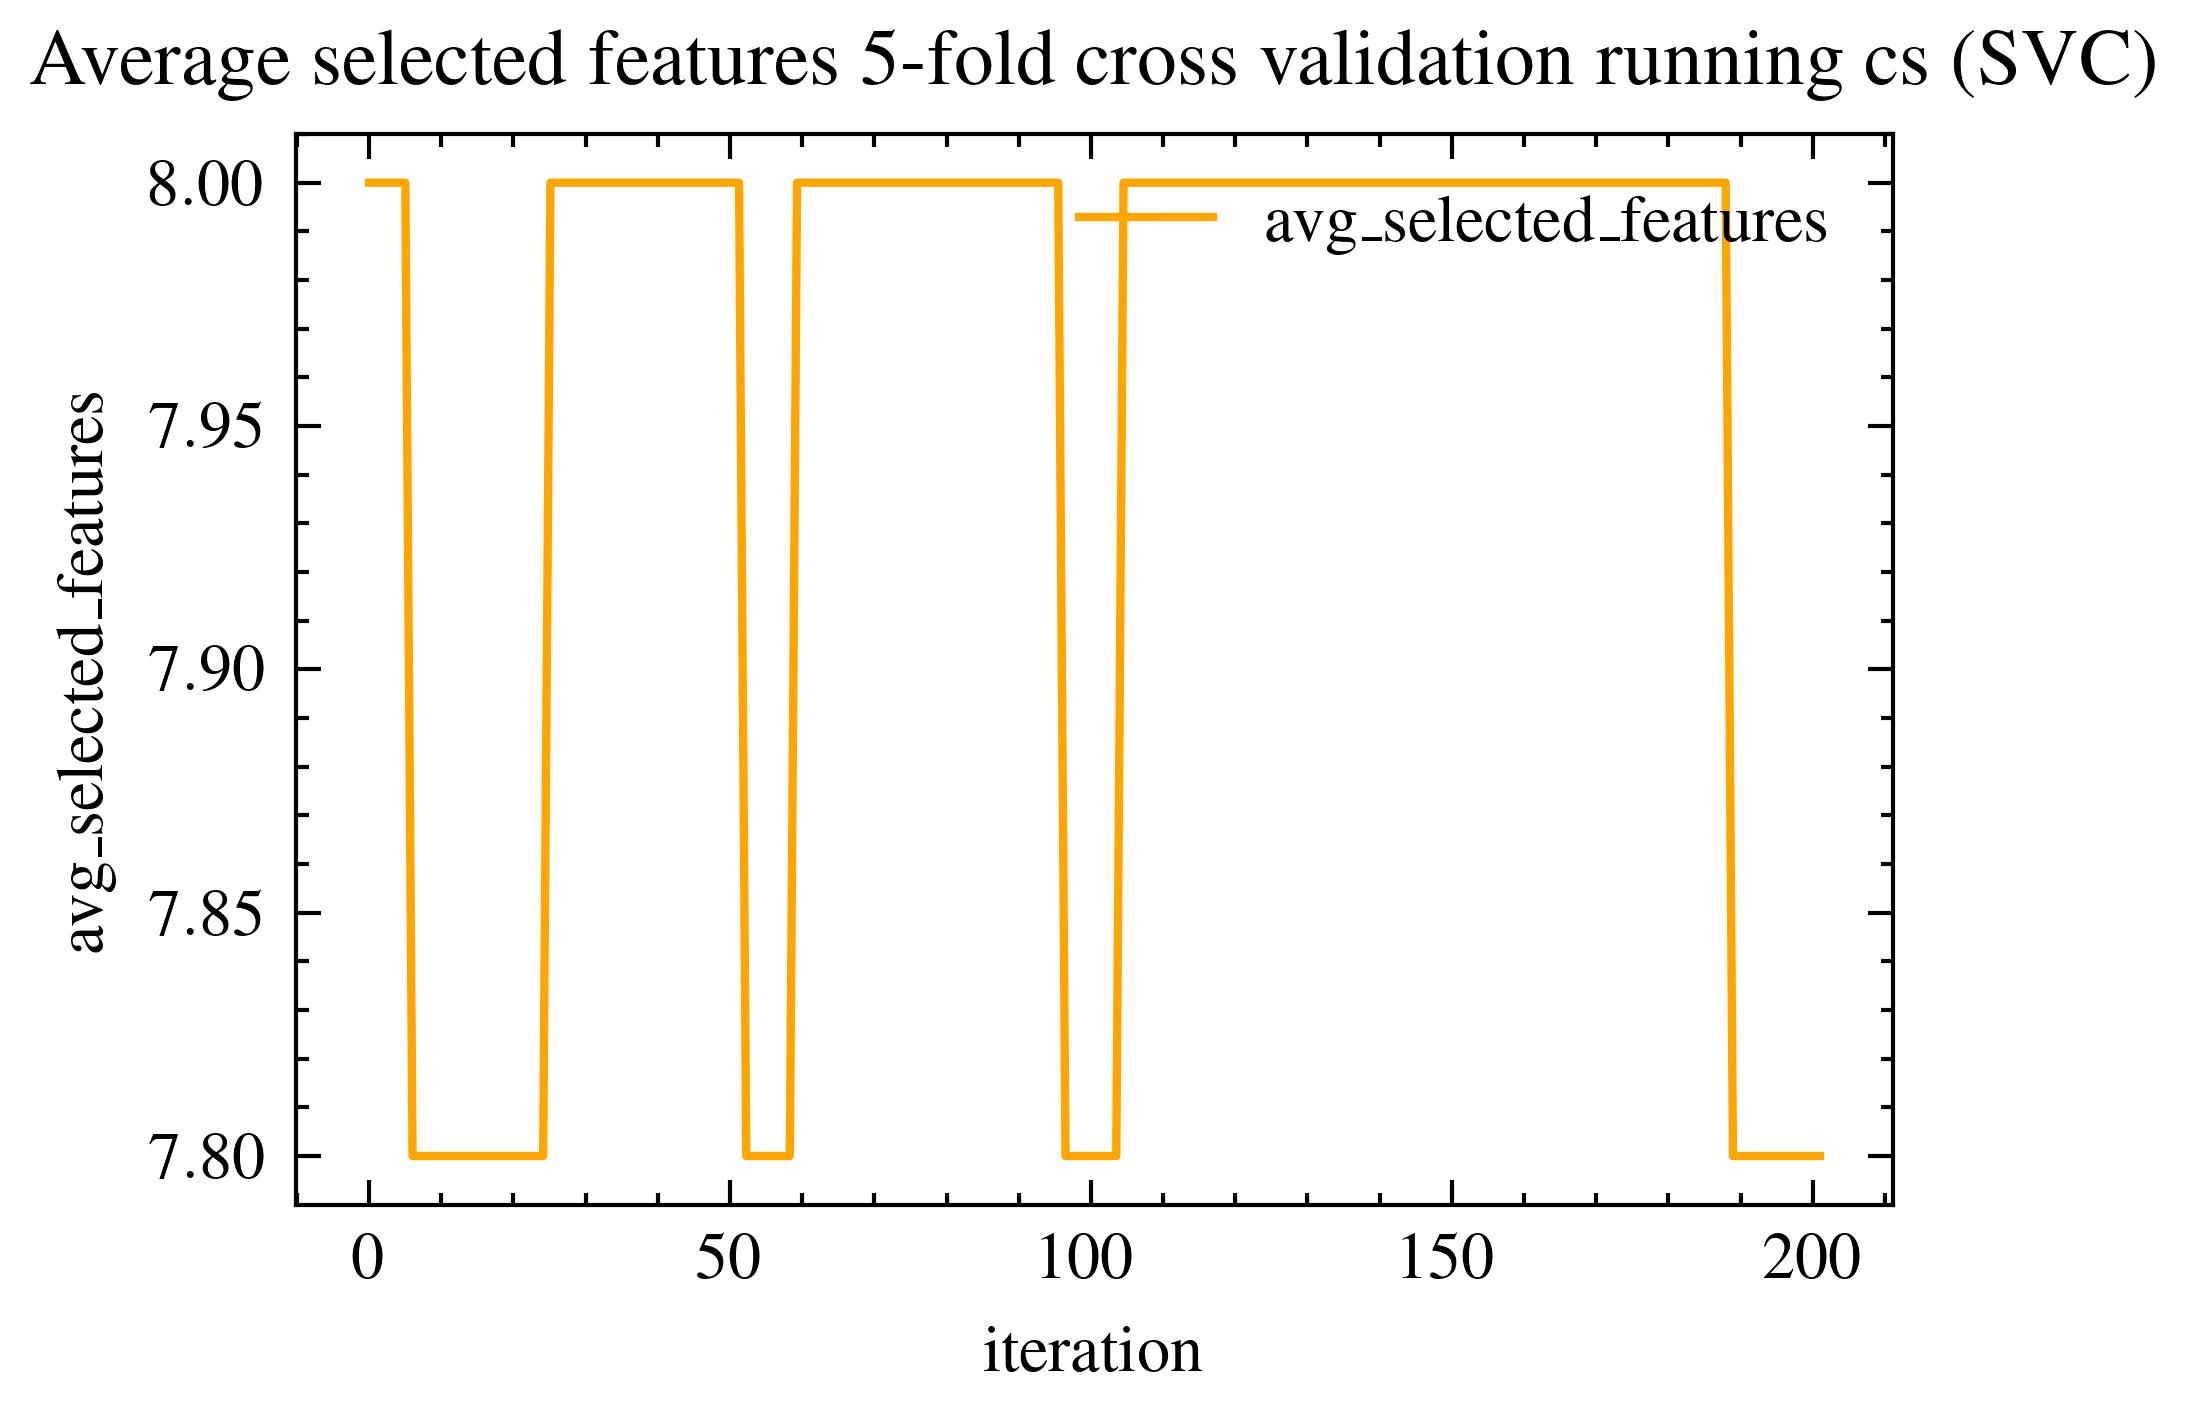 Average selected features 5-fold cross validation running cs (SVC)
8.00
7.95
7.90
7.85
7.80
avg_selected_features
avg_selected_features
0 50 100 150 200
iteration